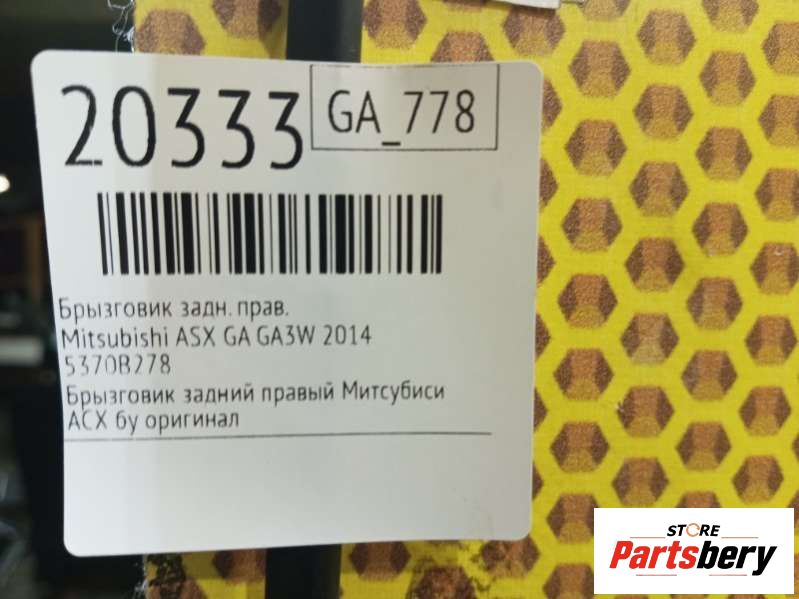 20333
GA_778
Брызговик задн. прав.
Mitsubishi ASX GA GA3W 2014
5370B278
Брызговик задний правый Митсубиси
АСХ бу оригинал
STORE
Partsbery